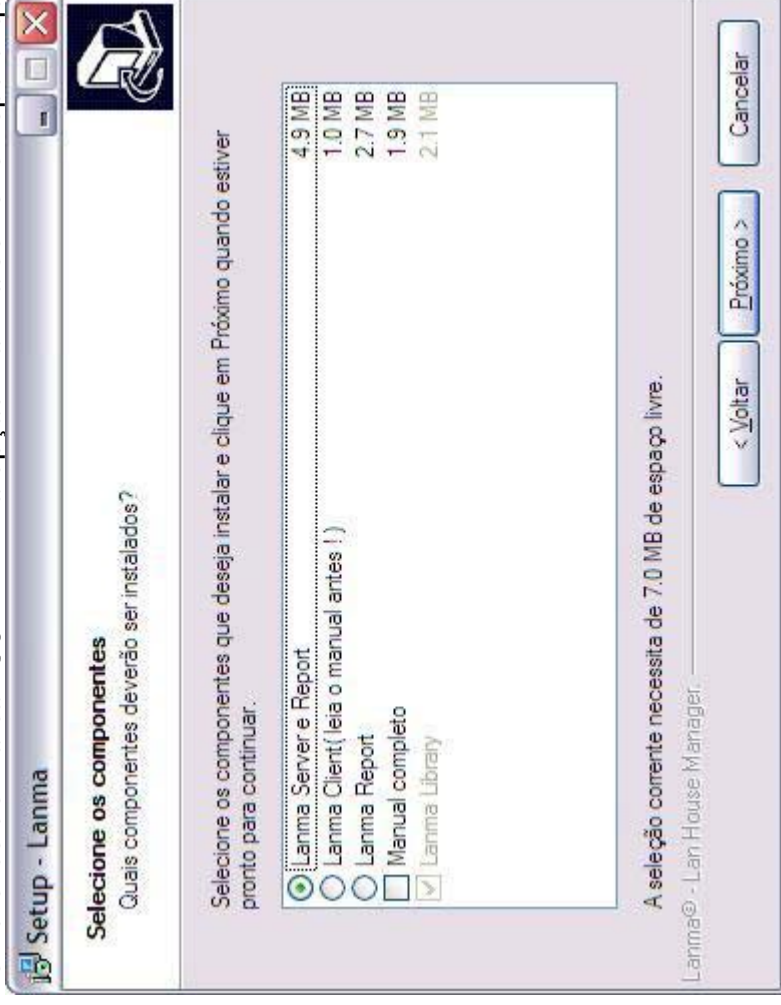 Setup - Lanma
Selecione os componentes
Quais componentes deverão ser instalados?
Selecione os componentes que deseja instalar e clique em Próximo quando estiver
pronto para continuar.
Lanma Server e Report 4.9 MB
Lanma Client( leia o manual antes ! ) 1.0 MB
Lanma Report 2.7 MB
Manual completo 1.9 MB
Lanma Library 2.1 MB
A seleção corrente necessita de 7.0 MB de espaço livre.
Lanma© - Lan House Manager.
< Voltar Próximo > Cancelar